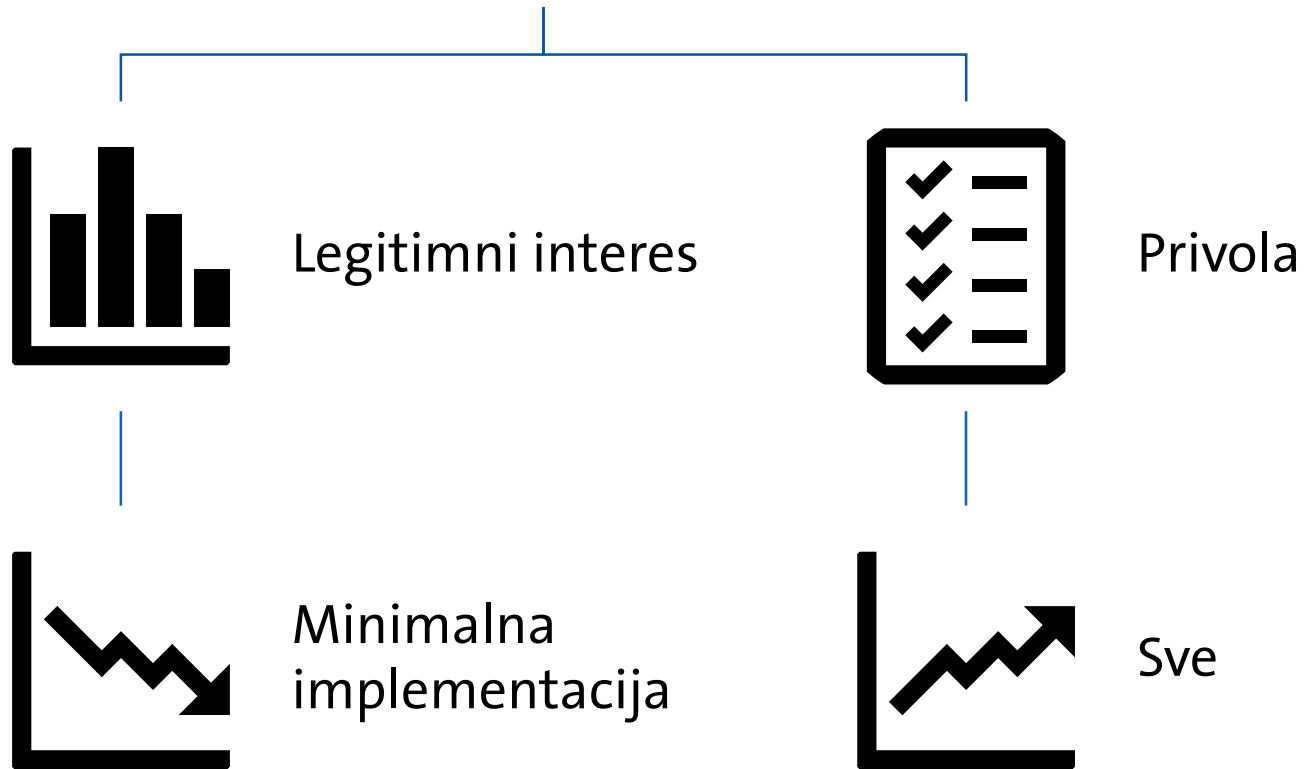 Legitimni interes
Privola
Minimalna
implementacija
Sve